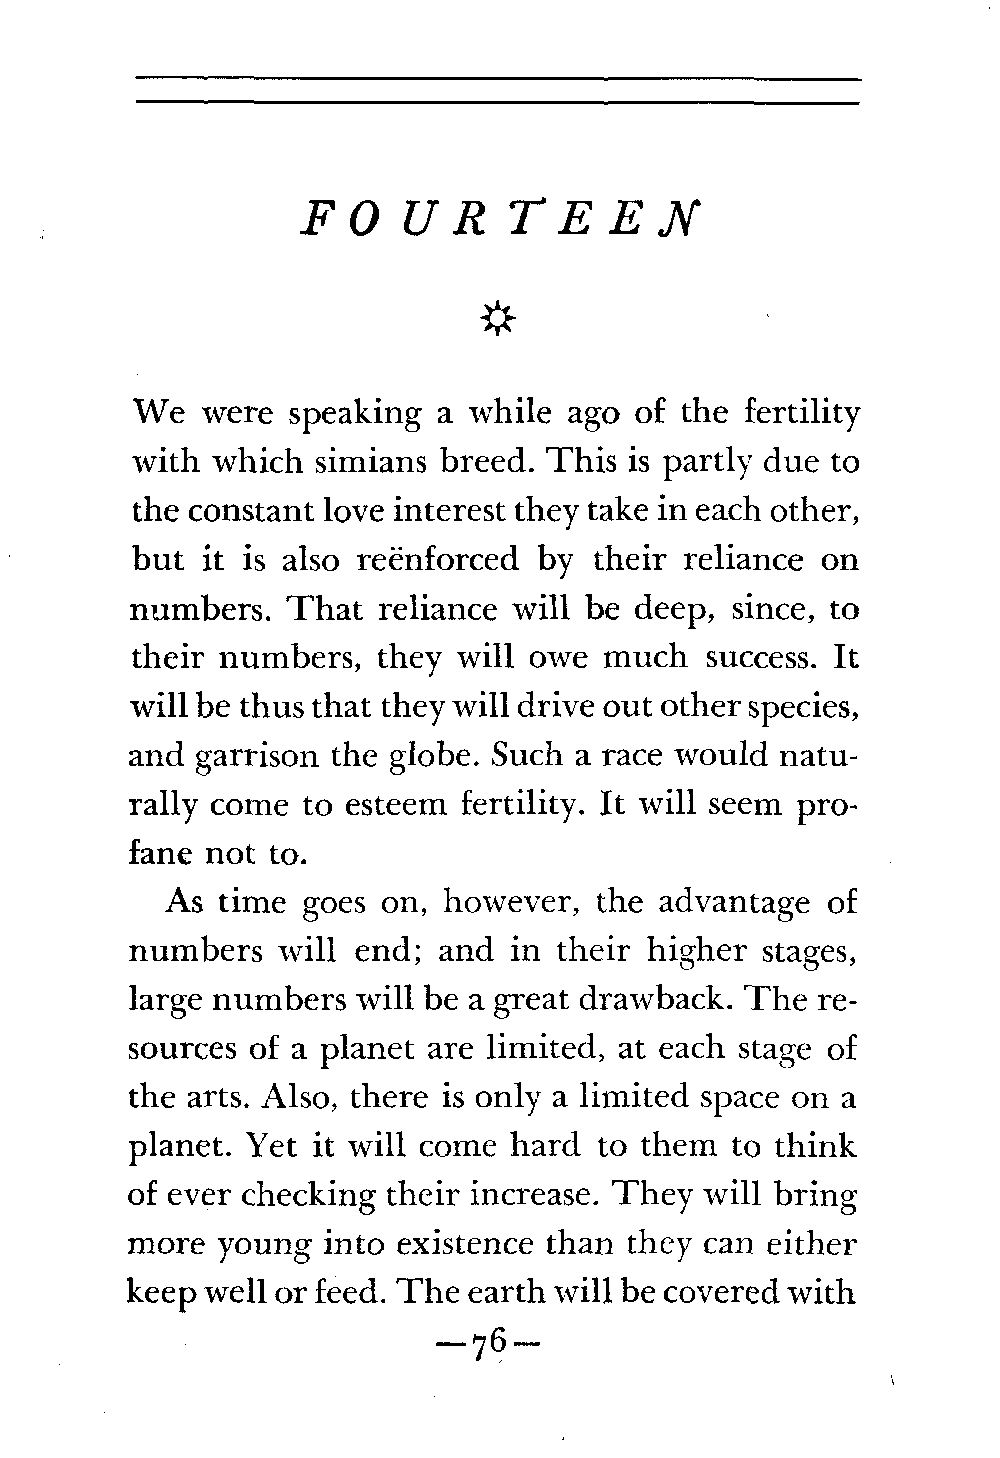 FOURTEEN
We were speaking a while ago of the fertility
with which simians breed. This is partly due to
the constant love interest they take in each other,
but it is also reënforced by their reliance on
numbers. That reliance will be deep, since, to
their numbers, they will owe much success. It
will be thus that they will drive out other species,
and garrison the globe. Such a race would natu-
rally come to esteem fertility. It will seem pro-
fane not to.
As time goes on, however, the advantage of
numbers will end; and in their higher stages,
large numbers will be a great drawback. The re-
sources of a planet are limited, at each stage of
the arts. Also, there is only a limited space on a
planet. Yet it will come hard to them to think
of ever checking their increase. They will bring
more young into existence than they can either
keep well or feed. The earth will be covered with
—76—